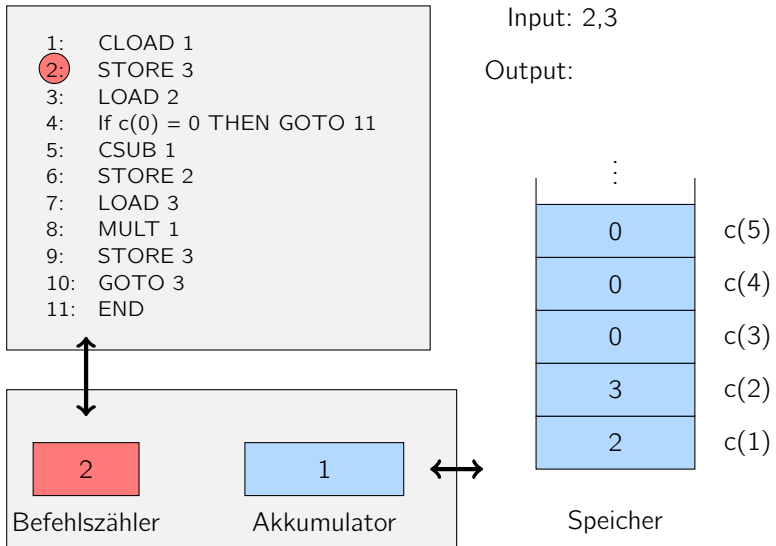 Input: 2,3
Output:
1: CLOAD 1
2: STORE 3
3: LOAD 2
4: If c(0) = 0 THEN GOTO 11
5: CSUB 1
6: STORE 2
7: LOAD 3
8: MULT 1
9: STORE 3
10: GOTO 3
11: END
⋮
0 c(5)
0 c(4)
0 c(3)
3 c(2)
2 c(1)
2 1
Befehlszähler Akkumulator Speicher